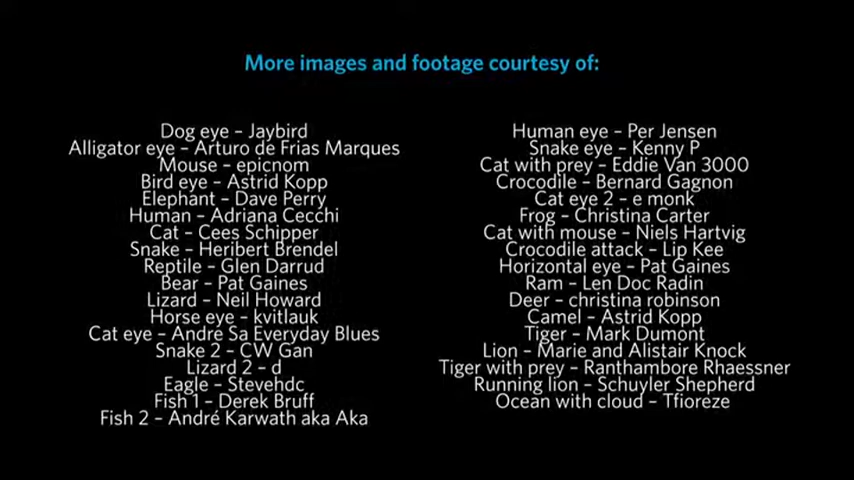 More images and footage courtesy of:
Dog eye – Jaybird
Alligator eye – Arturo de Frias Marques
Mouse – epicnom
Bird eye – Astrid Kopp
Elephant – Dave Perry
Human – Adriana Cecchi
Cat – Cees Schipper
Snake – Heribert Brendel
Reptile – Glen Darrud
Bear – Pat Gaines
Lizard – Neil Howard
Horse eye – kvitlauk
Cat eye – Andre Sa Everyday Blues
Snake 2 – CW Gan
Lizard 2 – d
Eagle – Stevehdc
Fish 1 – Derek Bruff
Fish 2 – André Karwath aka Aka
Human eye – Per Jensen
Snake eye – Kenny P
Cat with prey – Eddie Van 3000
Crocodile – Bernard Gagnon
Cat eye 2 – e monk
Frog – Christina Carter
Cat with mouse – Niels Hartvig
Crocodile attack – Lip Kee
Horizontal eye – Pat Gaines
Ram – Len Doc Radin
Deer – christina robinson
Camel – Astrid Kopp
Tiger – Mark Dumont
Lion – Marie and Alistair Knock
Tiger with prey – Ranthambore Rhaessner
Running lion – Schuyler Shepherd
Ocean with cloud – Tfioreze